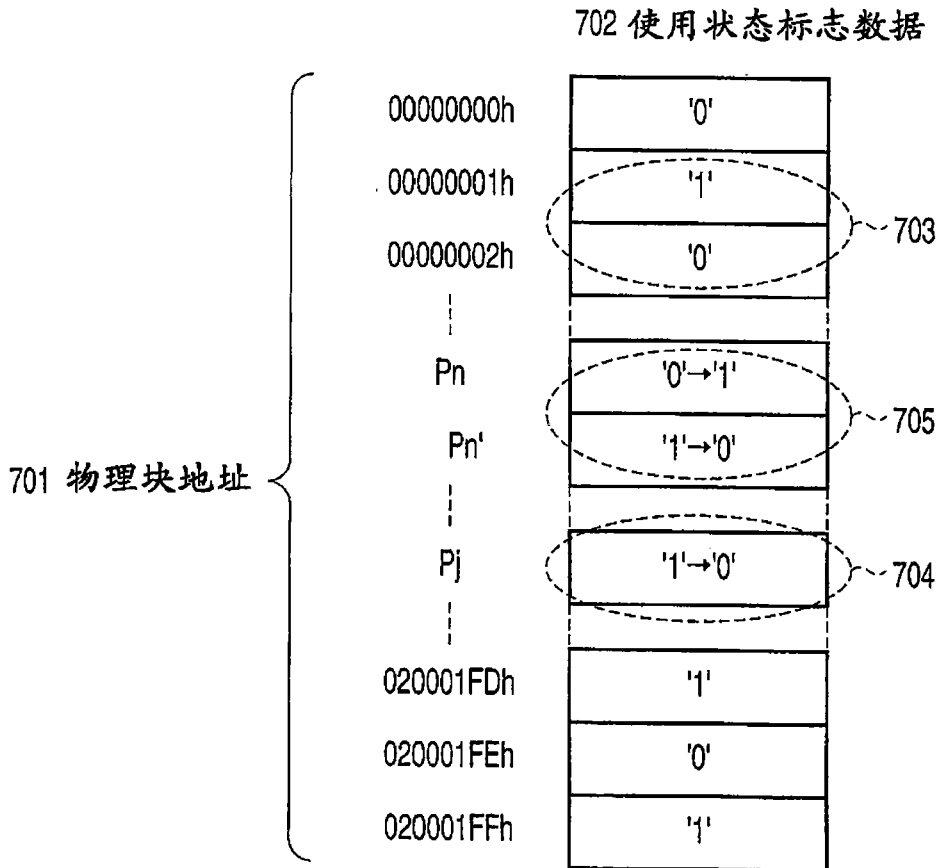 702 使用状态标志数据
00000000h '0'
00000001h '1'
703
00000002h '0'
Pn '0'→'1'
705
Pn' '1'→'0'
701 物理块地址
Pj '1'→'0' 704
020001FDh '1'
020001FEh '0'
020001FFh '1'